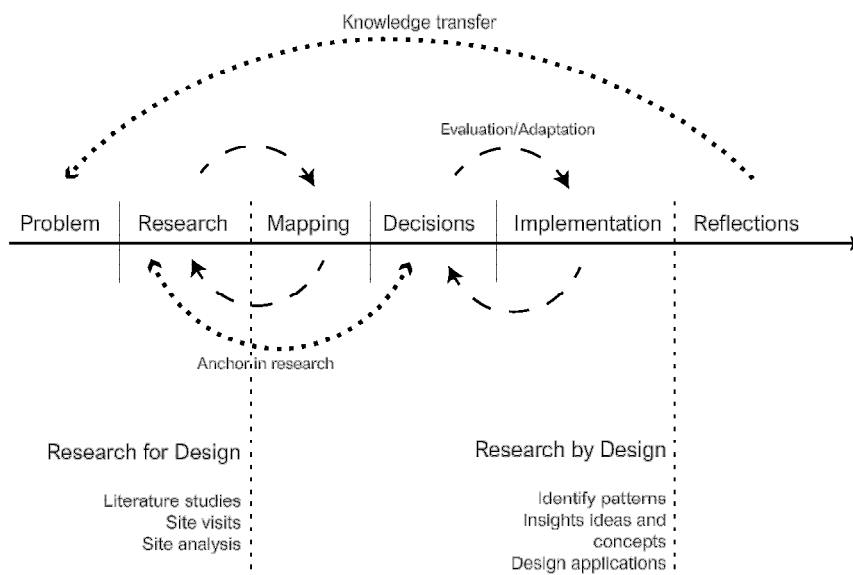 Knowledge transfer
Evaluation/Adaptation
Problem
Research
Mapping
Decisions
Implementation
Reflections
Anchor in research
Research for Design
Literature studies
Site visits
Site analysis
Research by Design
Identify patterns
Insights ideas and
concepts
Design applications